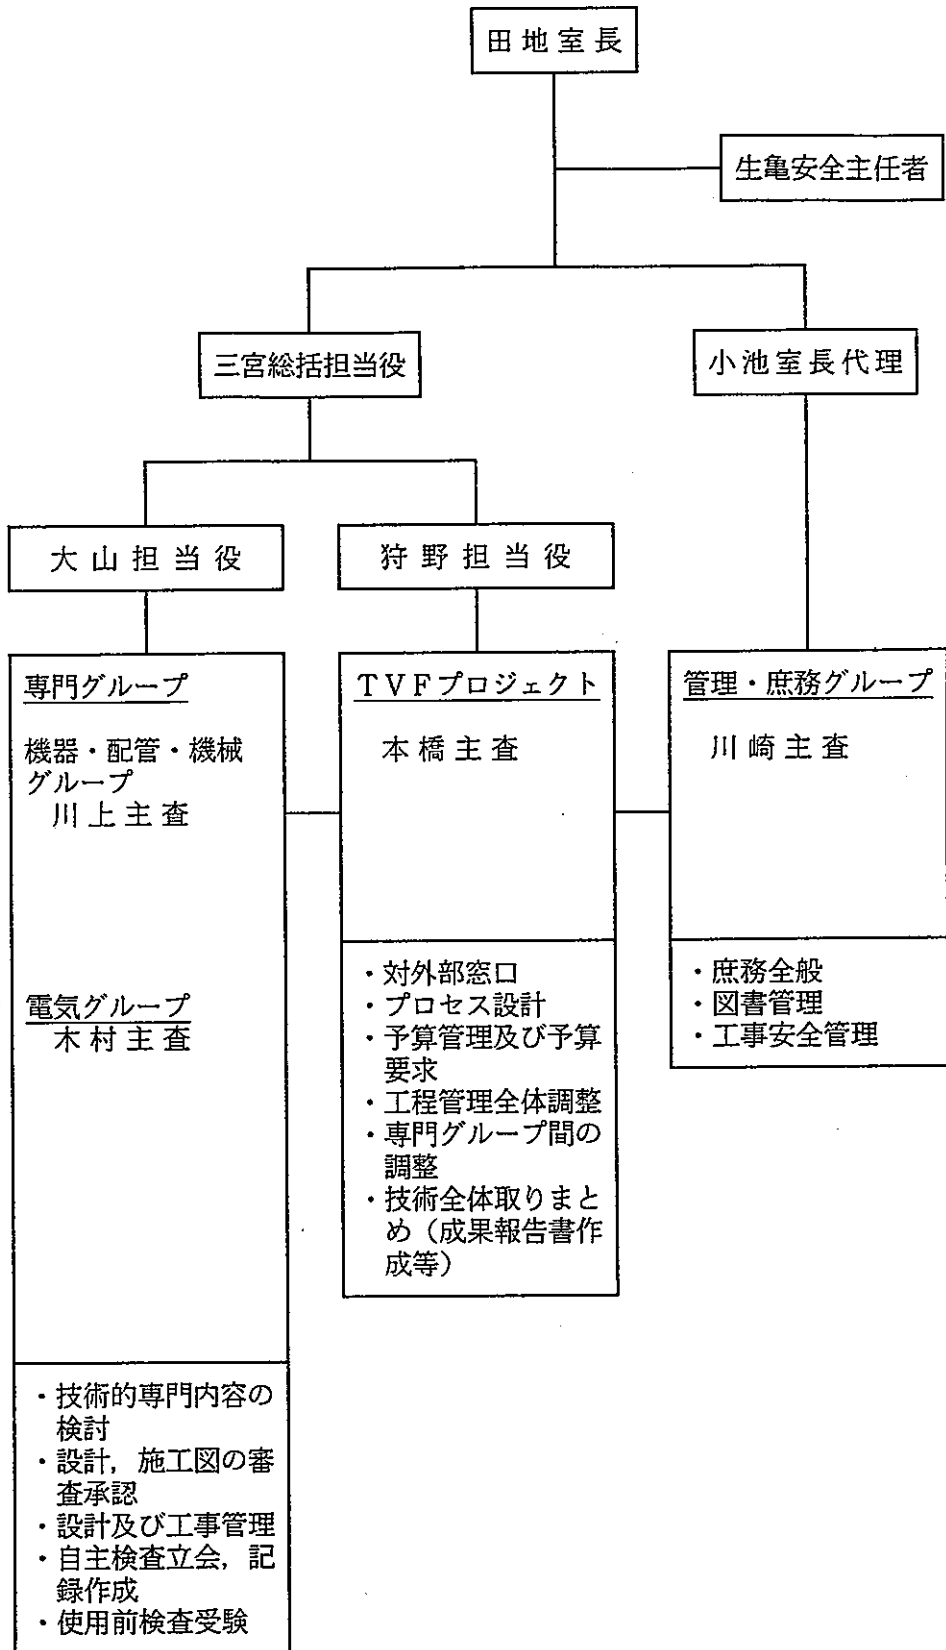 田地室長
生亀安全主任者
三宮総括担当役
小池室長代理
大山担当役
狩野担当役
専門グループ
機器・配管・機械
グループ
川上主査
電気グループ
木村主査
・技術的専門内容の
検討
・設計，施工図の審
査承認
・設計及び工事管理
・自主検査立会，記
録作成
・使用前検査受験
TVFプロジェクト
本橋主査
・対外部窓口
・プロセス設計
・予算管理及び予算
要求
・工程管理全体調整
・専門グループ間の
調整
・技術全体取りまと
め（成果報告書作
成等）
管理・庶務グループ
川崎主査
・庶務全般
・図書管理
・工事安全管理